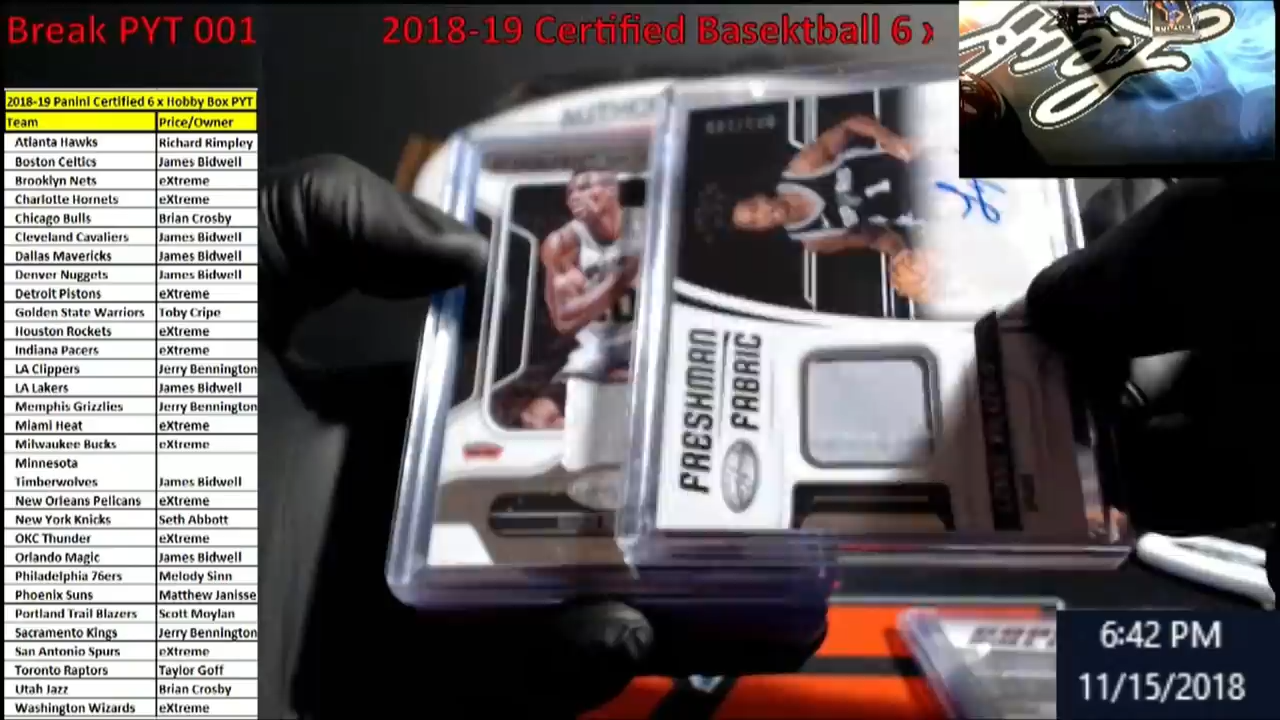 Break PYT 001
2018-19 Certified Basektball 6 x
2018-19 Panini Certified 6 x Hobby Box PYT
Team Price/Owner
Atlanta Hawks Richard Rimpley
Boston Celtics James Bidwell
Brooklyn Nets eXtreme
Charlotte Hornets eXtreme
Chicago Bulls Brian Crosby
Cleveland Cavaliers James Bidwell
Dallas Mavericks James Bidwell
Denver Nuggets James Bidwell
Detroit Pistons eXtreme
Golden State Warriors Toby Cripe
Houston Rockets eXtreme
Indiana Pacers eXtreme
LA Clippers Jerry Bennington
LA Lakers James Bidwell
Memphis Grizzlies Jerry Bennington
Miami Heat eXtreme
Milwaukee Bucks eXtreme
Minnesota
Timberwolves James Bidwell
New Orleans Pelicans eXtreme
New York Knicks Seth Abbott
OKC Thunder eXtreme
Orlando Magic James Bidwell
Philadelphia 76ers Melody Sinn
Phoenix Suns Matthew Janisse
Portland Trail Blazers Scott Moylan
Sacramento Kings Jerry Bennington
San Antonio Spurs eXtreme
Toronto Raptors Taylor Goff
Utah Jazz Brian Crosby
Washington Wizards eXtreme
FRESHMAN
FABRIC
6:42 PM
11/15/2018